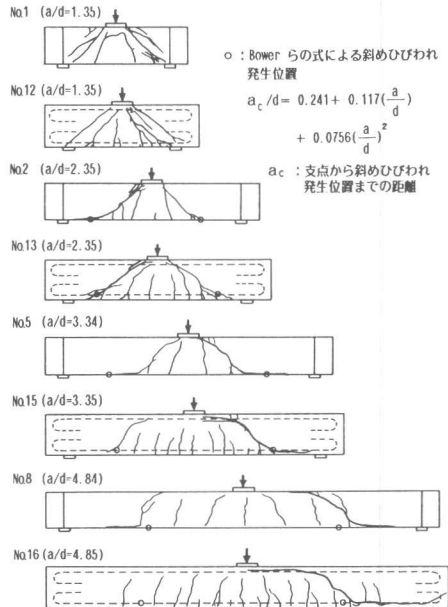 No.1 (a/d=1.35)
○ : Bower らの式による斜めひびわれ
発生位置
No.12 (a/d=1.35)
a_c/d = 0.241 + 0.117(a/d)
+ 0.0756(a/d)²
No.2 (a/d=2.35)
a_c : 支点から斜めひびわれ
発生位置までの距離
No.13 (a/d=2.35)
No.5 (a/d=3.34)
No.15 (a/d=3.35)
No.8 (a/d=4.84)
No.16 (a/d=4.85)